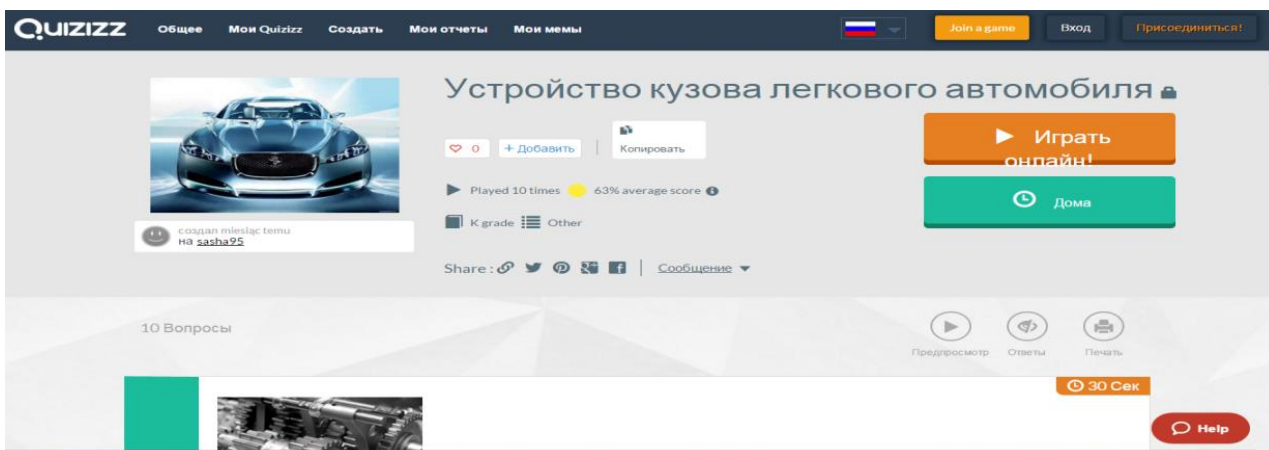 QUIZIZZ Общее Мои Quizizz Создать Мои отчеты Мои мемы Join a game Вход Присоединиться!
Устройство кузова легкового автомобиля
0 + Добавить Копировать
Играть
онлайн!
Played 10 times 63% average score
Дома
K grade Other
создан miesiąc temu
на sasha95
Share: Сообщение
10 Вопросы
Предпросмотр Ответы Печать
30 Сек
Help